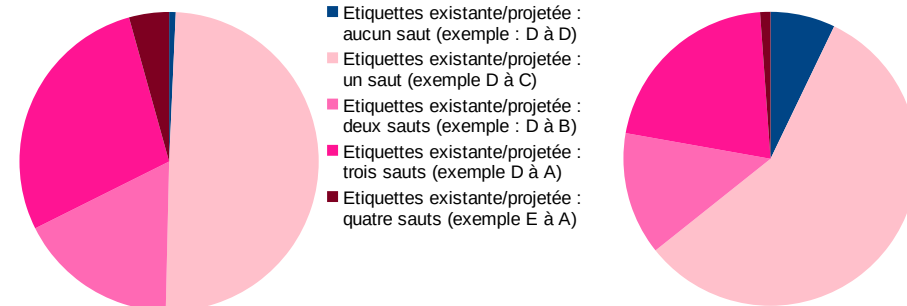 Etiquettes existante/projetée :
aucun saut (exemple : D à D)
Etiquettes existante/projetée :
un saut (exemple D à C)
Etiquettes existante/projetée :
deux sauts (exemple : D à B)
Etiquettes existante/projetée :
trois sauts (exemple D à A)
Etiquettes existante/projetée :
quatre sauts (exemple E à A)